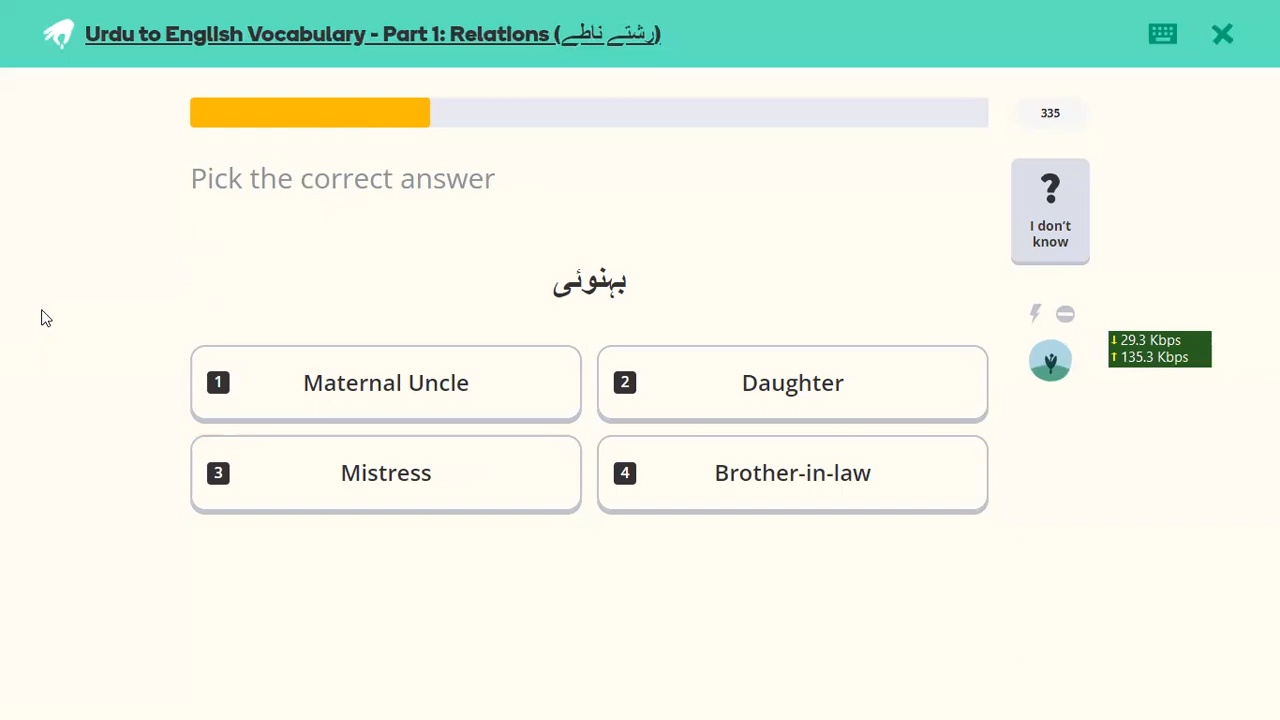 Urdu to English Vocabulary - Part 1: Relations (رشتے ناطے)
335
Pick the correct answer
?
I don't
know
بہنوئی
↓ 29.3 Kbps
↑ 135.3 Kbps
1 Maternal Uncle
2 Daughter
3 Mistress
4 Brother-in-law